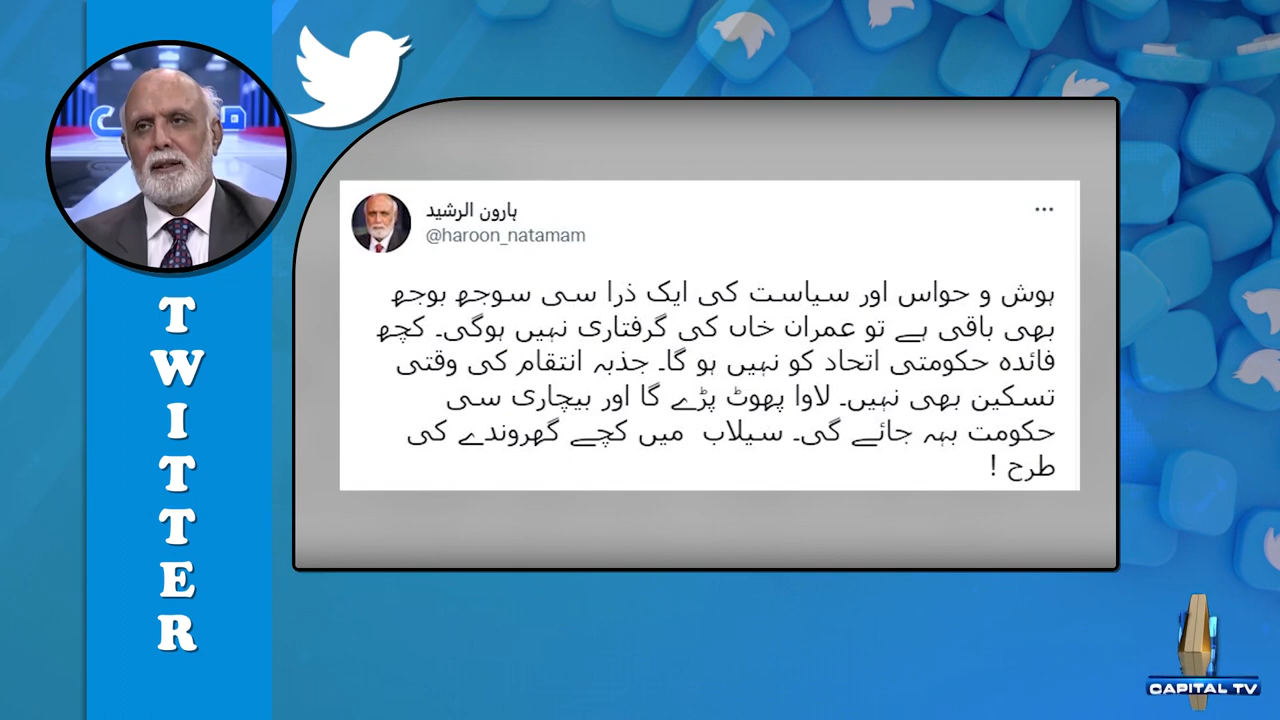 ہارون الرشید
@haroon_natamam
ہوش و حواس اور سیاست کی ایک ذرا سی سوجھ بوجھ
بھی باقی ہے تو عمران خاں کی گرفتاری نہیں ہوگی۔ کچھ
فائدہ حکومتی اتحاد کو نہیں ہو گا۔ جذبہ انتقام کی وقتی
تسکین بھی نہیں۔ لاوا پھوٹ پڑے گا اور بیچاری سی
حکومت بہہ جائے گی۔ سیلاب میں کچے گھروندے کی
طرح !
TWITTER
CAPITAL TV